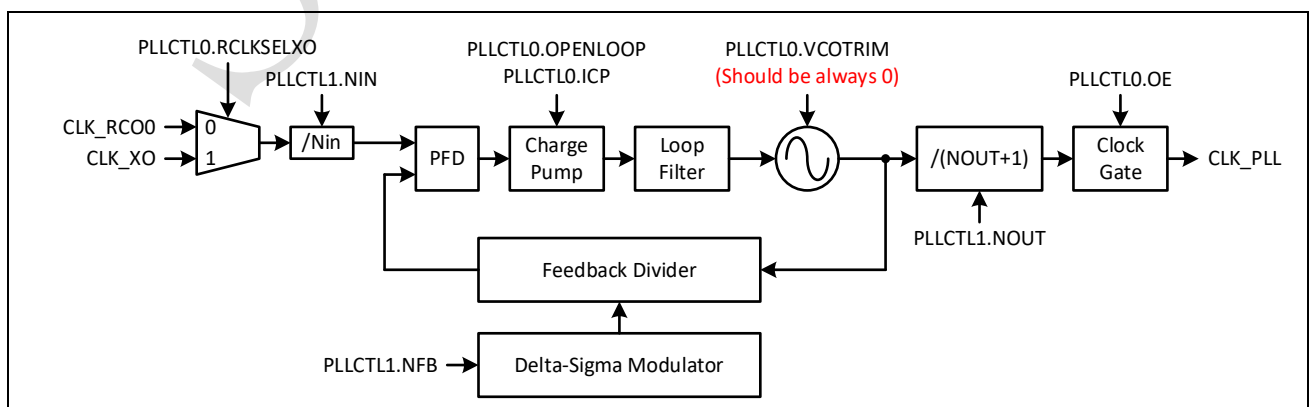 PLLCTL0.RCLKSELXO
PLLCTL1.NIN
PLLCTL0.OPENLOOP
PLLCTL0.ICP
PLLCTL0.VCOTRIM
(Should be always 0)
PLLCTL0.OE
CLK_RCO0
0
CLK_XO
1
/Nin
PFD
Charge
Pump
Loop
Filter
/(NOUT+1)
Clock
Gate
CLK_PLL
PLLCTL1.NOUT
Feedback Divider
PLLCTL1.NFB
Delta-Sigma Modulator